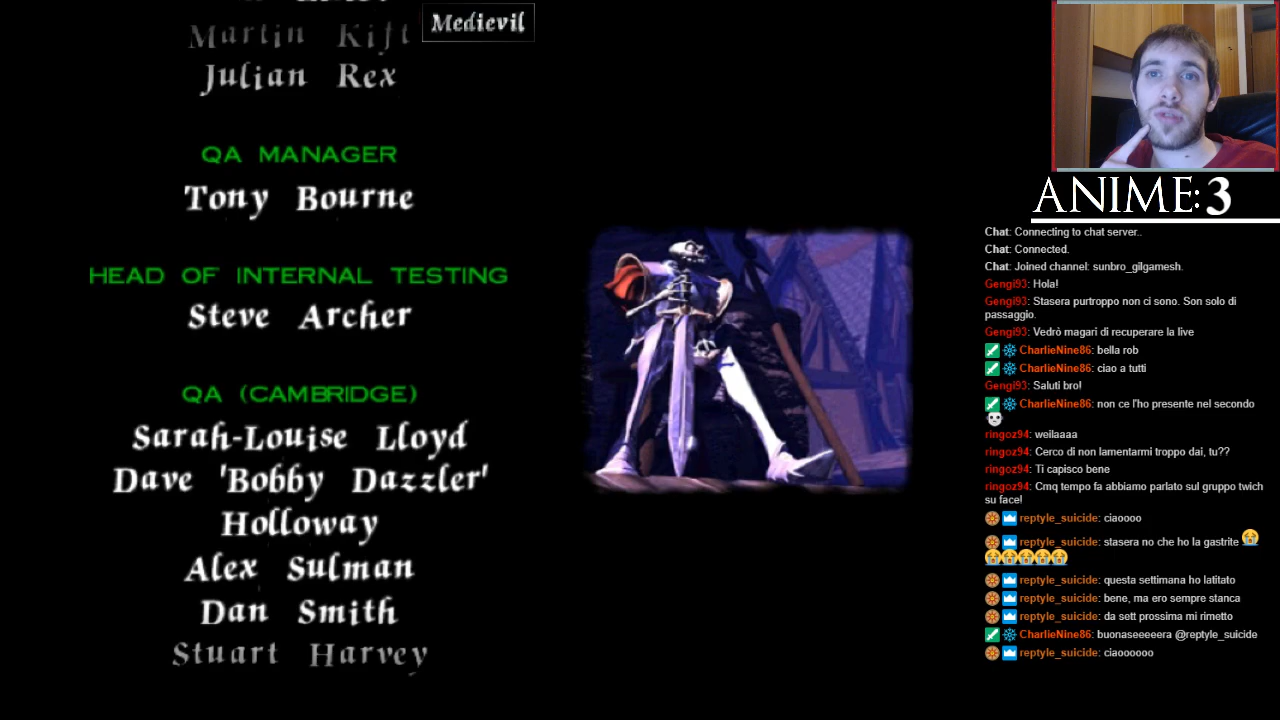 Martin Kift
Julian Rex
Medievil
QA MANAGER
Tony Bourne
HEAD OF INTERNAL TESTING
Steve Archer
QA (CAMBRIDGE)
Sarah-Louise Lloyd
Dave 'Bobby Dazzler'
Holloway
Alex Sulman
Dan Smith
Stuart Harvey
ANIME: 3
Chat: Connecting to chat server..
Chat: Connected.
Chat: Joined channel: sunbro_gilgamesh.
Gengi93: Hola!
Gengi93: Stasera purtroppo non ci sono. Son solo di
passaggio.
Gengi93: Vedrò magari di recuperare la live
CharlieNine86: bella rob
CharlieNine86: ciao a tutti
Gengi93: Saluti bro!
CharlieNine86: non ce l'ho presente nel secondo
ringoz94: weilaaaa
ringoz94: Cerco di non lamentarmi troppo dai, tu??
ringoz94: Ti capisco bene
ringoz94: Cmq tempo fa abbiamo parlato sul gruppo twich
su face!
reptyle_suicide: ciaoooo
reptyle_suicide: stasera no che ho la gastrite 😭
😭😭😭😭😭
reptyle_suicide: questa settimana ho latitato
reptyle_suicide: bene, ma ero sempre stanca
reptyle_suicide: da sett prossima mi rimetto
CharlieNine86: buonaseeeeera @reptyle_suicide
reptyle_suicide: ciaoooooo